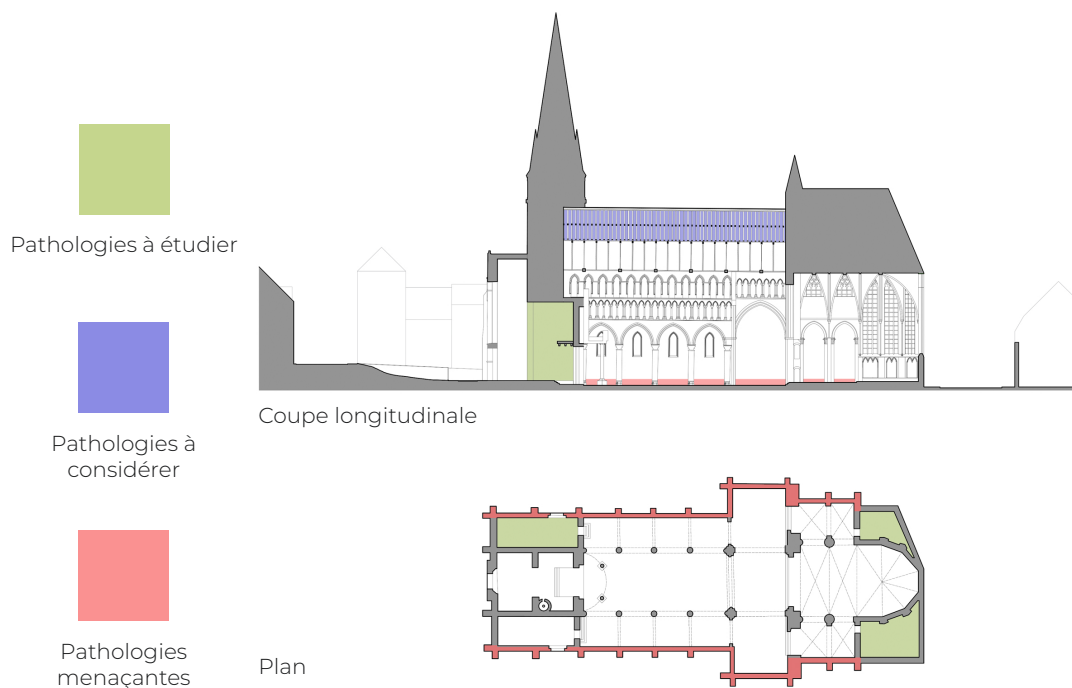 Pathologies à étudier
Pathologies à
considérer
Pathologies
menaçantes
Coupe longitudinale
Plan